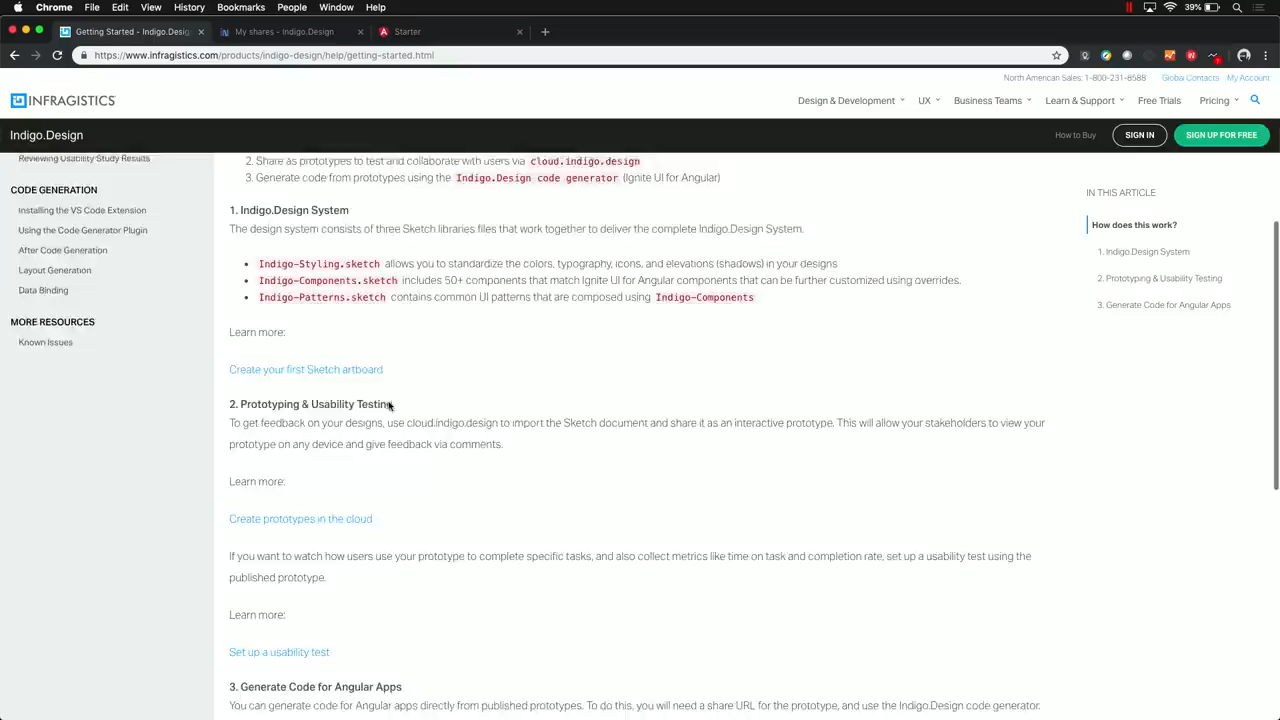 Chrome File Edit View History Bookmarks People Window Help 39%
Getting Started - Indigo.Desig My shares - Indigo.Design Starter
https://www.infragistics.com/products/indigo-design/help/getting-started.html
North American Sales: 1-800-231-8588 Global Contacts My Account
INFRAGISTICS Design & Development UX Business Teams Learn & Support Free Trials Pricing
Indigo.Design How to Buy SIGN IN SIGN UP FOR FREE
Reviewing Usability Study Results
CODE GENERATION
Installing the VS Code Extension
Using the Code Generator Plugin
After Code Generation
Layout Generation
Data Binding
MORE RESOURCES
Known Issues
2. Share as prototypes to test and collaborate with users via cloud.indigo.design
3. Generate code from prototypes using the Indigo.Design code generator (Ignite UI for Angular)
1. Indigo.Design System
The design system consists of three Sketch libraries files that work together to deliver the complete Indigo.Design System.
• Indigo-Styling.sketch allows you to standardize the colors, typography, icons, and elevations (shadows) in your designs
• Indigo-Components.sketch includes 50+ components that match Ignite UI for Angular components that can be further customized using overrides.
• Indigo-Patterns.sketch contains common UI patterns that are composed using Indigo-Components
Learn more:
Create your first Sketch artboard
2. Prototyping & Usability Testing
To get feedback on your designs, use cloud.indigo.design to import the Sketch document and share it as an interactive prototype. This will allow your stakeholders to view your
prototype on any device and give feedback via comments.
Learn more:
Create prototypes in the cloud
If you want to watch how users use your prototype to complete specific tasks, and also collect metrics like time on task and completion rate, set up a usability test using the
published prototype.
Learn more:
Set up a usability test
3. Generate Code for Angular Apps
You can generate code for Angular apps directly from published prototypes. To do this, you will need a share URL for the prototype, and use the Indigo.Design code generator.
IN THIS ARTICLE
How does this work?
1. Indigo.Design System
2. Prototyping & Usability Testing
3. Generate Code for Angular Apps